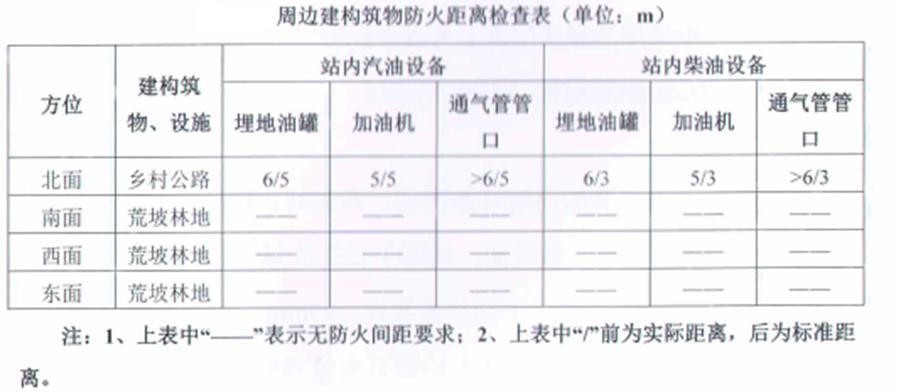 周边建构筑物防火距离检查表（单位：m）
方位 建构筑物、设施 站内汽油设备 站内柴油设备
埋地油罐 加油机 通气管管口 埋地油罐 加油机 通气管管口
北面 乡村公路 6/5 5/5 >6/5 6/3 5/3 >6/3
南面 荒坡林地 —— —— —— —— —— ——
西面 荒坡林地 —— —— —— —— —— ——
东面 荒坡林地 —— —— —— —— —— ——
注：1、上表中“——”表示无防火间距要求；2、上表中“/”前为实际距离，后为标准距
离。